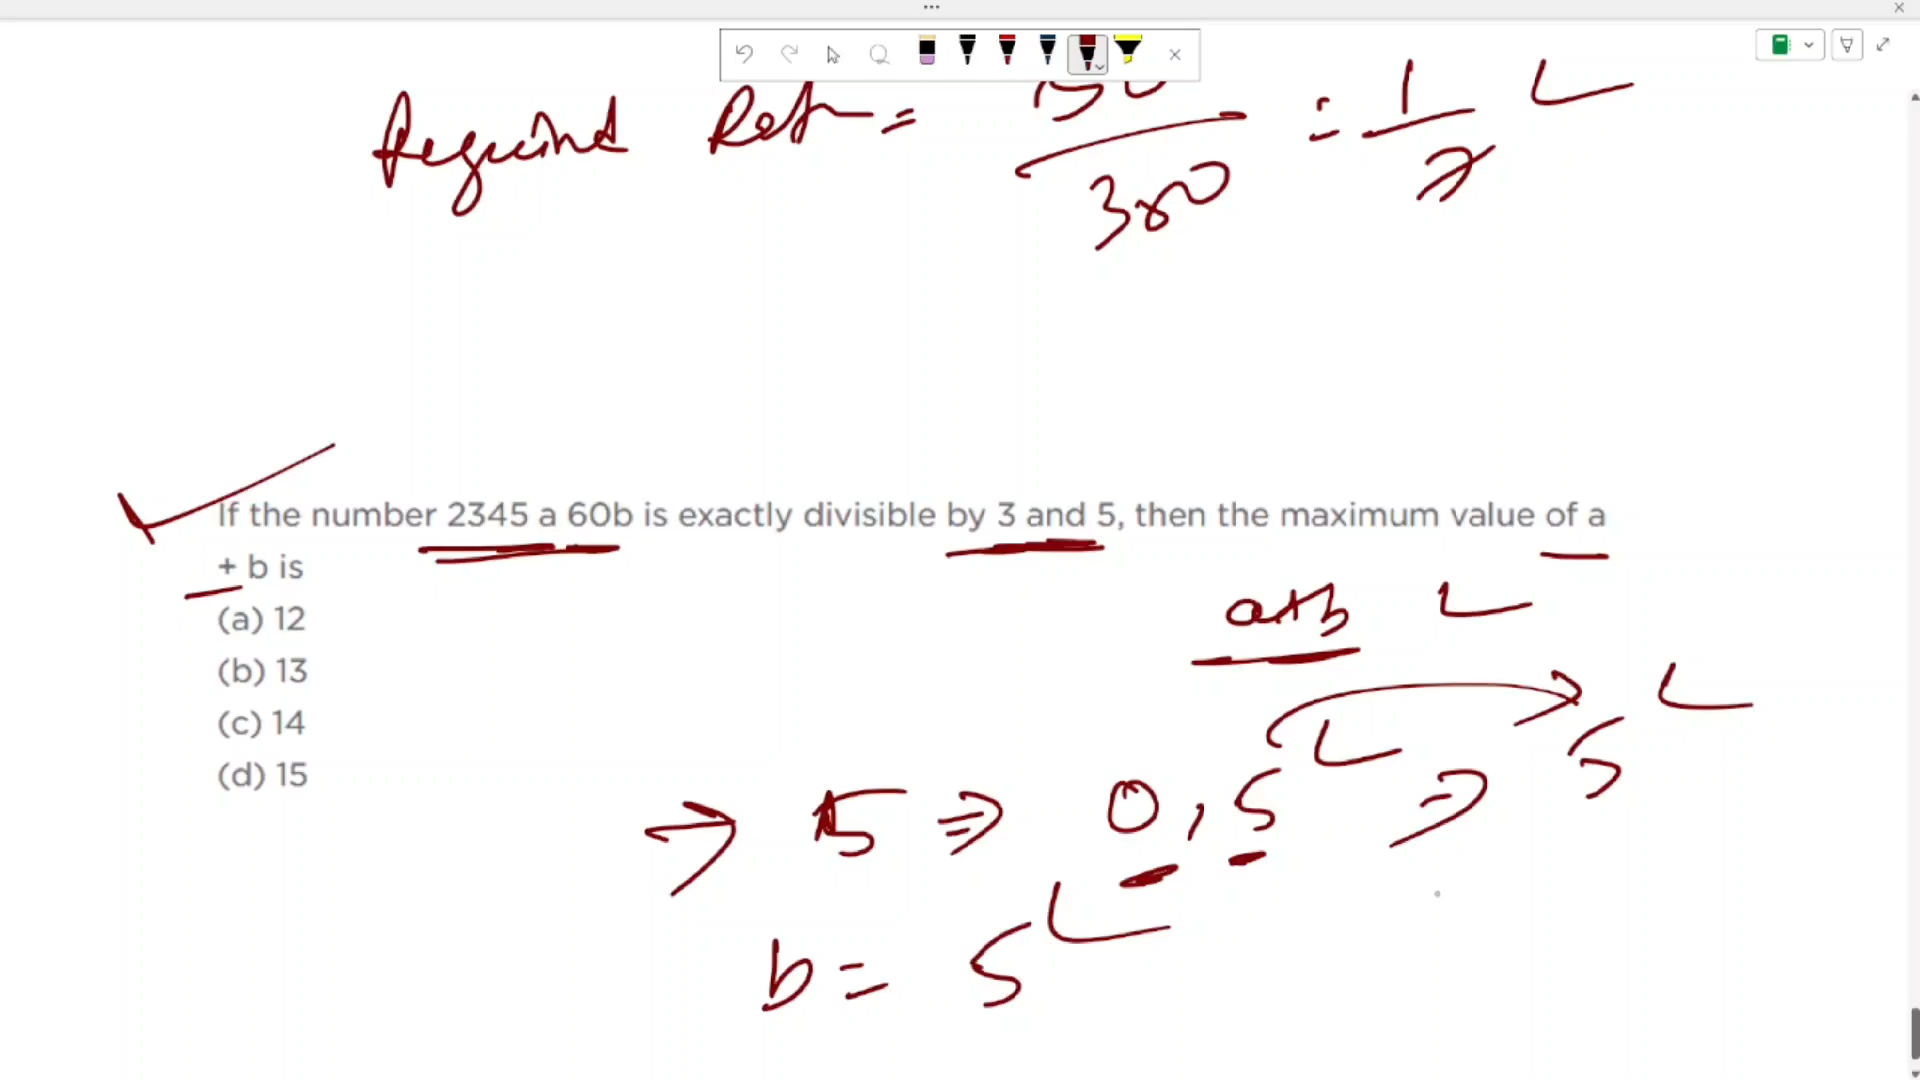 Required Ratio = 150 / 300 = 1 / 2
If the number 2345 a 60b is exactly divisible by 3 and 5, then the maximum value of a
+ b is
a+b
(a) 12
(b) 13
(c) 14
(d) 15
→ 5 ⇒ 0, 5 ⇒ 5
b = 5